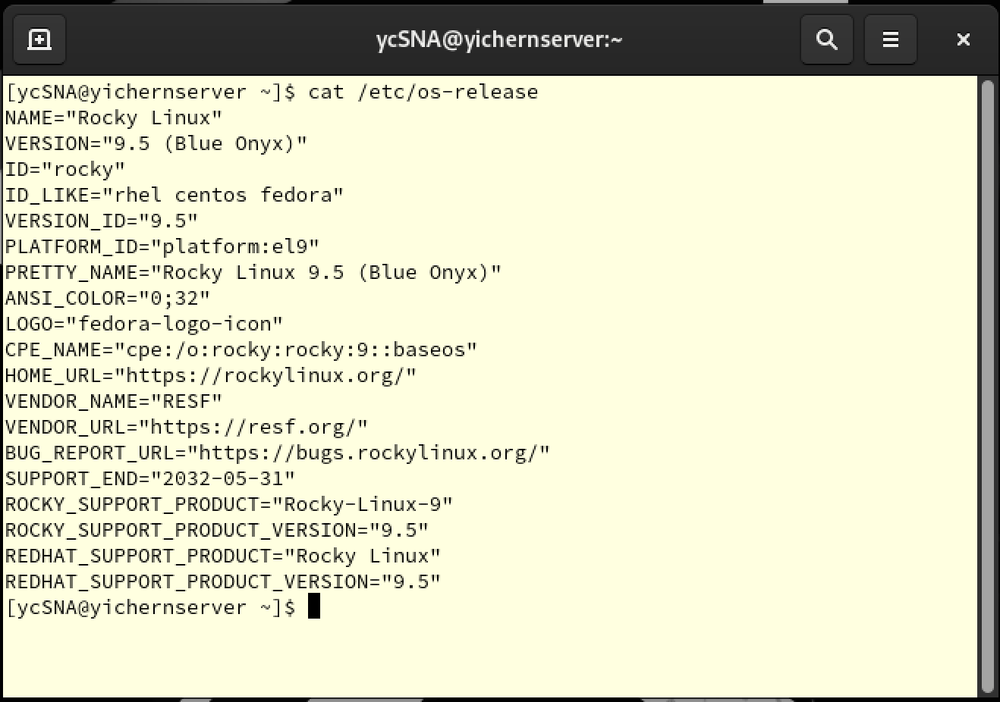 ycSNA@yichernserver:~
[ycSNA@yichernserver ~]$ cat /etc/os-release
NAME="Rocky Linux"
VERSION="9.5 (Blue Onyx)"
ID="rocky"
ID_LIKE="rhel centos fedora"
VERSION_ID="9.5"
PLATFORM_ID="platform:el9"
PRETTY_NAME="Rocky Linux 9.5 (Blue Onyx)"
ANSI_COLOR="0;32"
LOGO="fedora-logo-icon"
CPE_NAME="cpe:/o:rocky:rocky:9::baseos"
HOME_URL="https://rockylinux.org/"
VENDOR_NAME="RESF"
VENDOR_URL="https://resf.org/"
BUG_REPORT_URL="https://bugs.rockylinux.org/"
SUPPORT_END="2032-05-31"
ROCKY_SUPPORT_PRODUCT="Rocky-Linux-9"
ROCKY_SUPPORT_PRODUCT_VERSION="9.5"
REDHAT_SUPPORT_PRODUCT="Rocky Linux"
REDHAT_SUPPORT_PRODUCT_VERSION="9.5"
[ycSNA@yichernserver ~]$